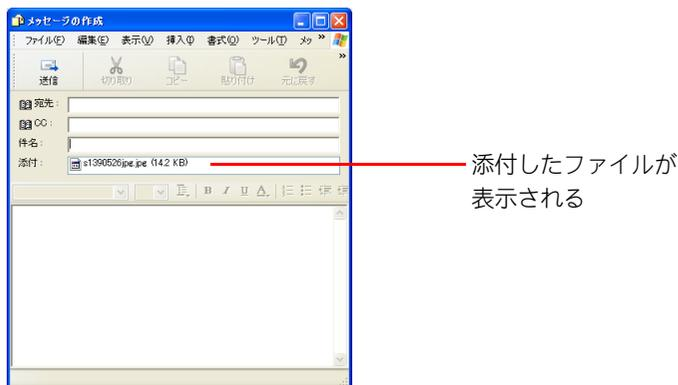 メッセージの作成
ファイル(F) 編集(E) 表示(V) 挿入(I) 書式(O) ツール(T) メッ »
送信 切り取り コピー 貼り付け 元に戻す »
宛先:
CC:
件名:
添付: s1390526jpg.jpg (14.2 KB)
B I U A
添付したファイルが
表示される